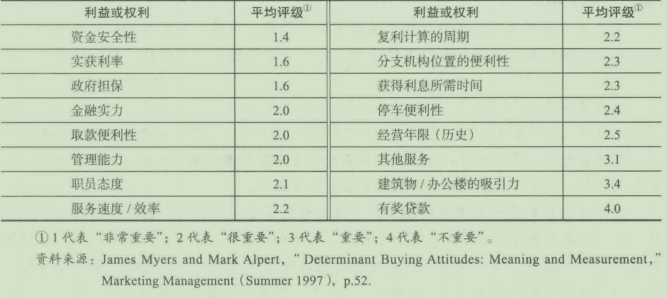 利益或权利 平均评级① 利益或权利 平均评级①
资金安全性 1.4 复利计算的周期 2.2
实获利率 1.6 分支机构位置的便利性 2.3
政府担保 1.6 获得利息所需时间 2.3
金融实力 2.0 停车便利性 2.4
取款便利性 2.0 经营年限（历史） 2.5
管理能力 2.0 其他服务 3.1
职员态度 2.1 建筑物/办公楼的吸引力 3.4
服务速度/效率 2.2 有奖贷款 4.0
①1代表“非常重要”；2代表“很重要”；3代表“重要”；4代表“不重要”。
资料来源：James Myers and Mark Alpert，“Determinant Buying Attitudes: Meaning and Measurement，”
Marketing Management (Summer 1997)，p.52.